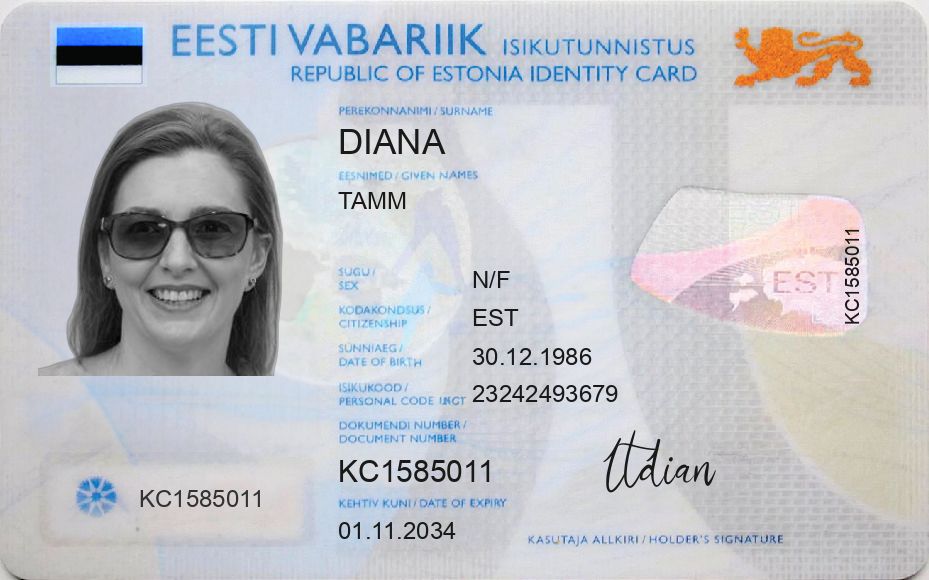 EESTI VABARIIK ISIKUTUNNISTUS
REPUBLIC OF ESTONIA IDENTITY CARD
PEREKONNANIMI / SURNAME
DIANA
EESNIMED / GIVEN NAMES
TAMM
SUGU / SEX
N/F
KODAKONDSUS / CITIZENSHIP
EST
SÜNNIAEG / DATE OF BIRTH
30.12.1986
ISIKUKOOD / PERSONAL CODE
23242493679
DOKUMENDI NUMBER / DOCUMENT NUMBER
KC1585011
KEHTIV KUNI / DATE OF EXPIRY
01.11.2034
KC1585011
EST
KC1585011
KASUTAJA ALLKIRI / HOLDER'S SIGNATURE